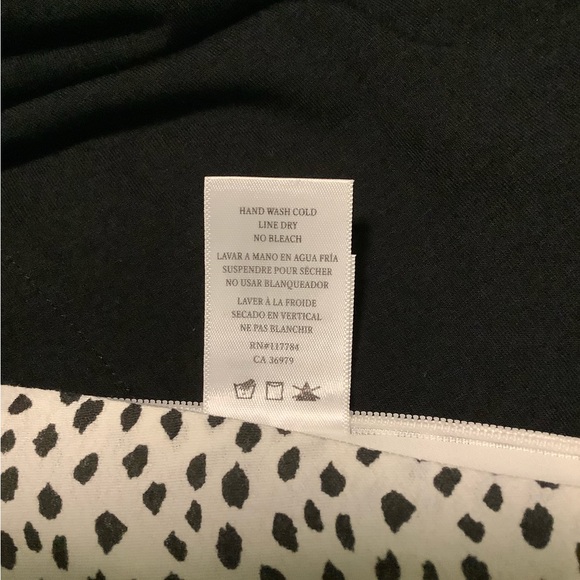 HAND WASH COLD
LINE DRY
NO BLEACH
LAVAR A MANO EN AGUA FRÍA
SUSPENDRE POUR SÉCHER
NO USAR BLANQUEADOR
LAVER À LA FROIDE
SECADO EN VERTICAL
NE PAS BLANCHIR
RN#117784
CA 36979